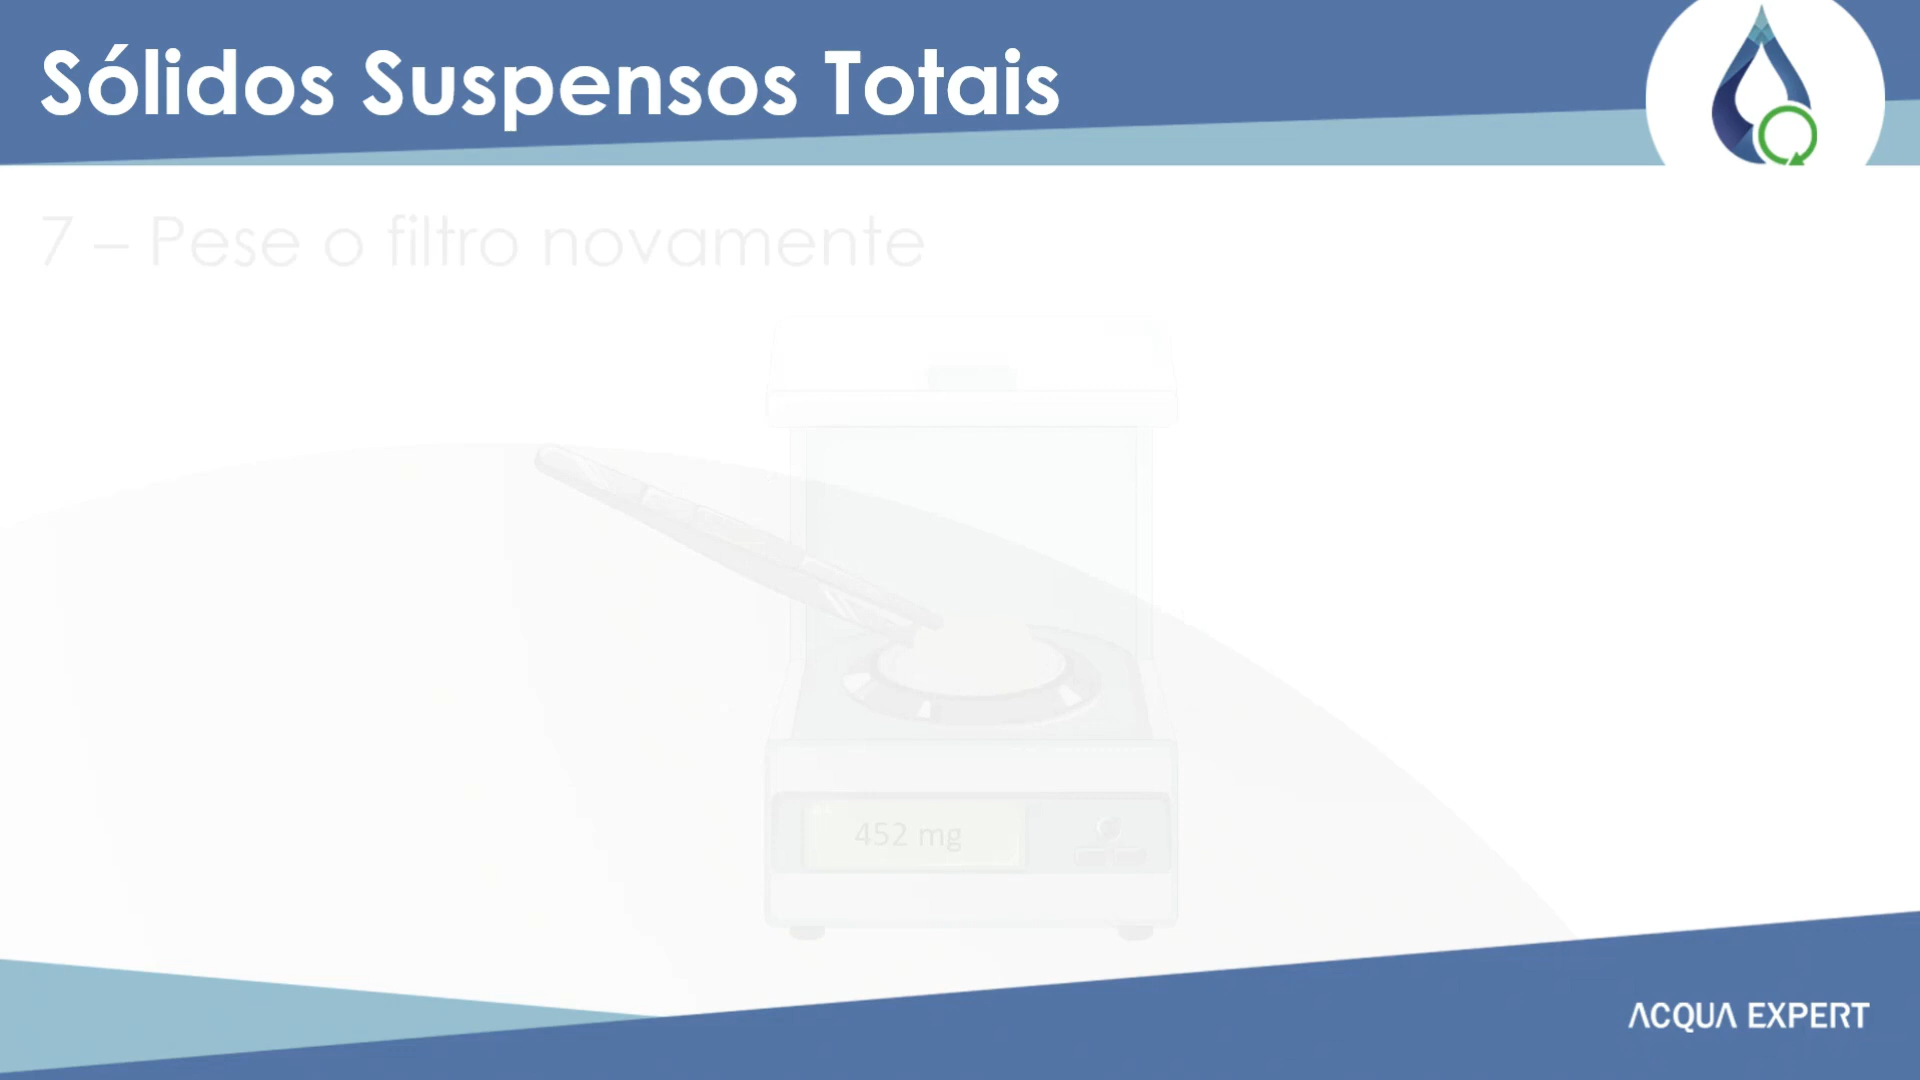 Sólidos Suspensos Totais
7 – Pese o filtro novamente
452 mg
ACQUA EXPERT